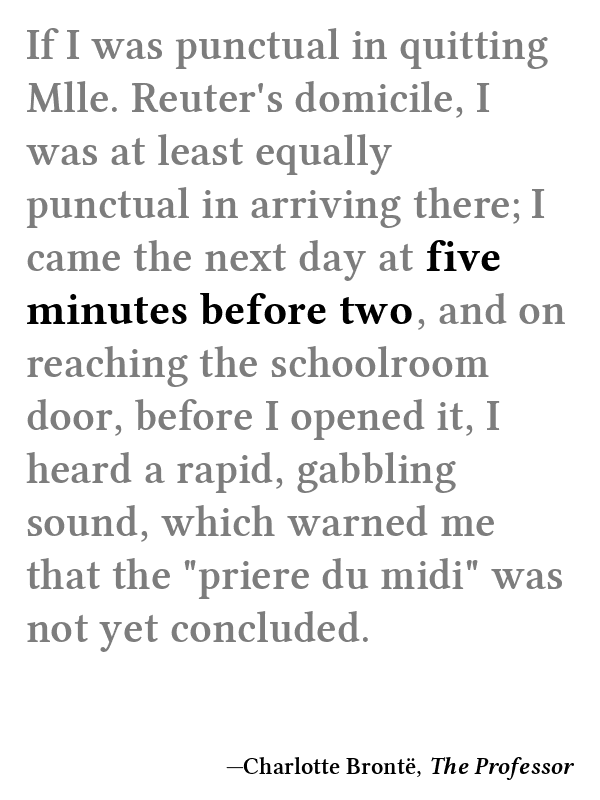 If I was punctual in quitting
Mlle. Reuter's domicile, I
was at least equally
punctual in arriving there; I
came the next day at five
minutes before two, and on
reaching the schoolroom
door, before I opened it, I
heard a rapid, gabbling
sound, which warned me
that the "priere du midi" was
not yet concluded.
—Charlotte Brontë, The Professor